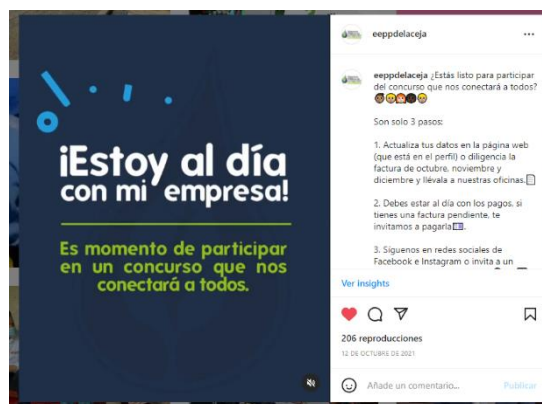 ¡Estoy al día
con mi empresa!
Es momento de participar
en un concurso que nos
conectará a todos.
eeppdelaceja
eeppdelaceja ¿Estás listo para participar
del concurso que nos conectará a todos?
Son solo 3 pasos:
1. Actualiza tus datos en la página web
(que está en el perfil) o diligencia la
factura de octubre, noviembre y
diciembre y llévala a nuestras oficinas.
2. Debes estar al día con los pagos, si
tienes una factura pendiente, te
invitamos a pagarla
3. Síguenos en redes sociales de
Facebook e Instagram o invita a un
Ver insights
206 reproducciones
12 DE OCTUBRE DE 2021
Añade un comentario...
Publicar